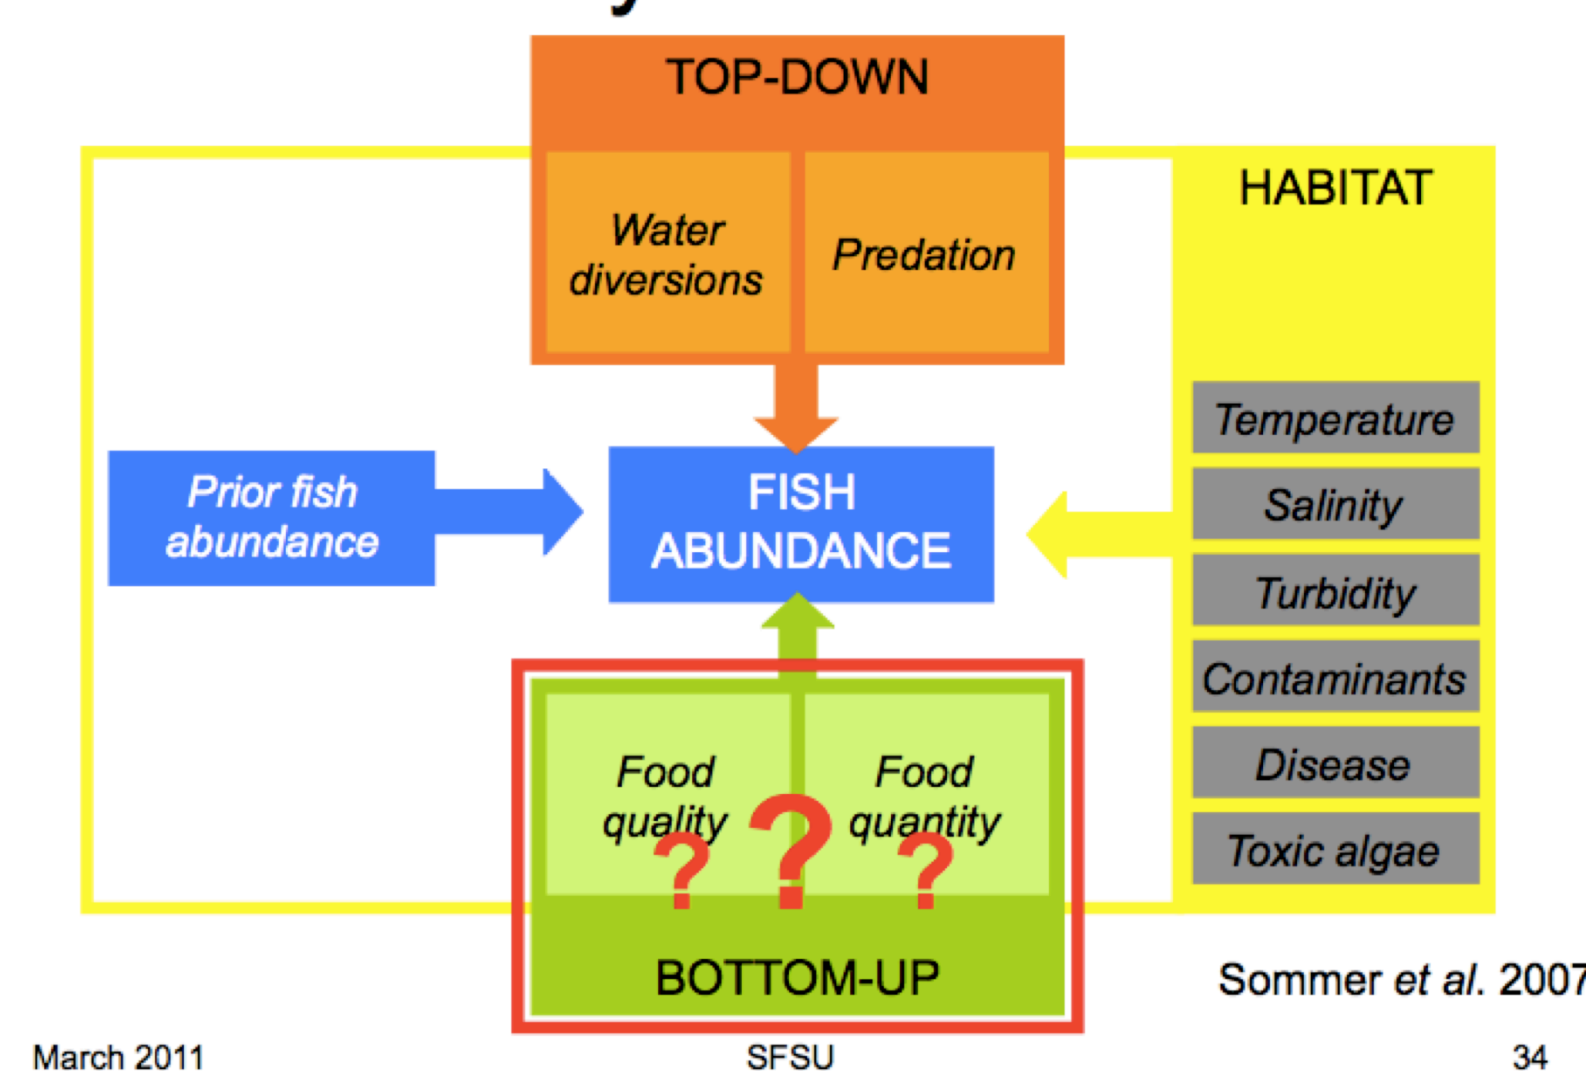 TOP-DOWN
Water
diversions
Predation
HABITAT
Temperature
Salinity
Turbidity
Contaminants
Disease
Toxic algae
Prior fish
abundance
FISH
ABUNDANCE
Food
quality
?
?
Food
quantity
?
BOTTOM-UP
Sommer et al. 2007
March 2011
SFSU
34